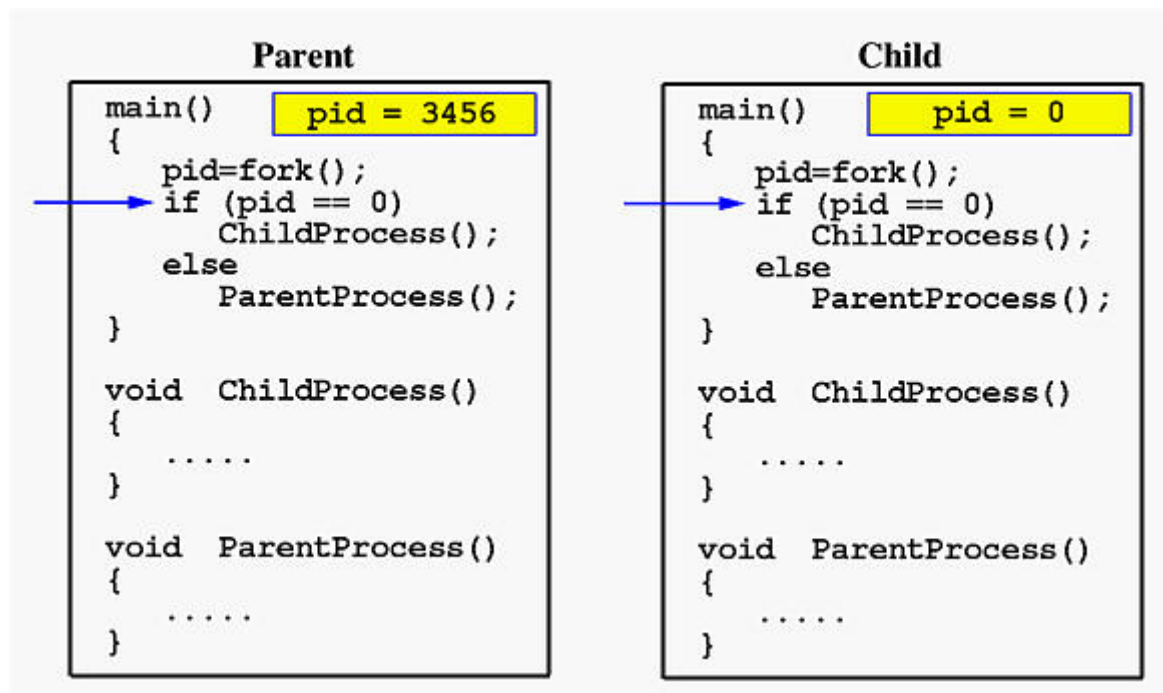 Parent
main()
pid = 3456
{
pid=fork();
if (pid == 0)
ChildProcess();
else
ParentProcess();
}
void ChildProcess()
{
.....
}
void ParentProcess()
{
.....
}
Child
main()
pid = 0
{
pid=fork();
if (pid == 0)
ChildProcess();
else
ParentProcess();
}
void ChildProcess()
{
.....
}
void ParentProcess()
{
.....
}